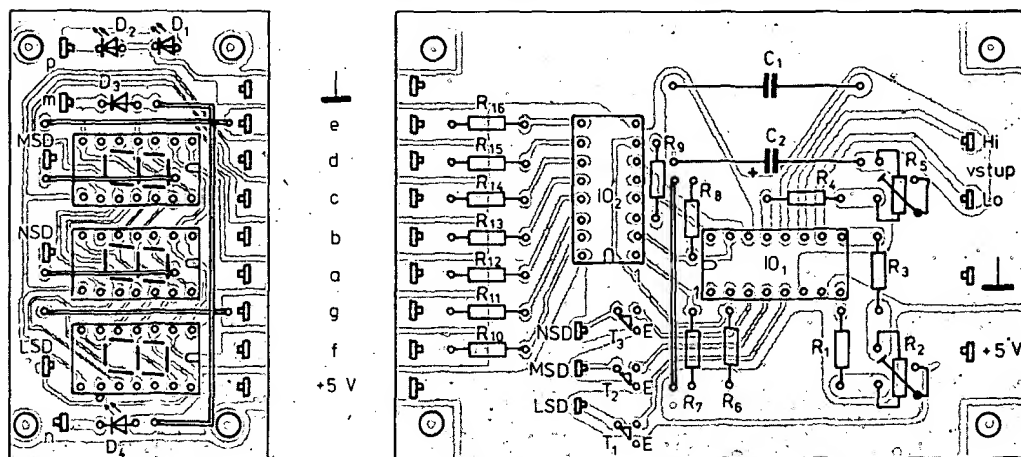 D₂ D₁
p
D₃
m
MSD
NSD
LSD
n
D₄
e
d
c
b
a
g
f
+5 V
R₁₆
R₁₅
R₁₄
R₁₃
R₁₂
R₁₁
R₁₀
IO₂
R₉
R₈
C₁
C₂
+
R₄
R₅
Hi
vstup
Lo
IO₁
1
R₃
+5 V
R₁
R₂
R₇
R₆
NSD
T₃
E
MSD
T₂
E
LSD
T₁
E